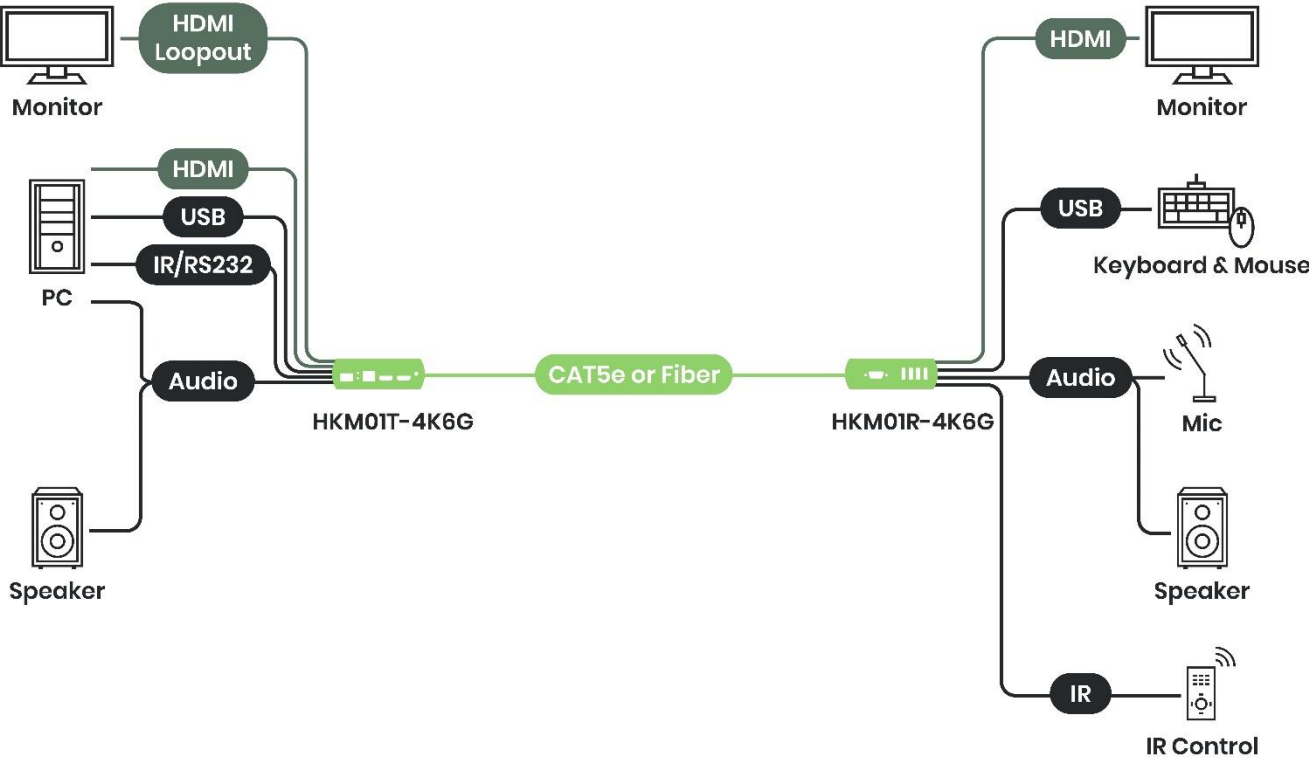 HDMI
Loopout
Monitor
HDMI
USB
IR/RS232
PC
Audio
HKM01T-4K6G
Speaker
CAT5e or Fiber
HDMI
Monitor
USB
Keyboard & Mouse
HKM01R-4K6G
Audio
Mic
Speaker
IR
IR Control